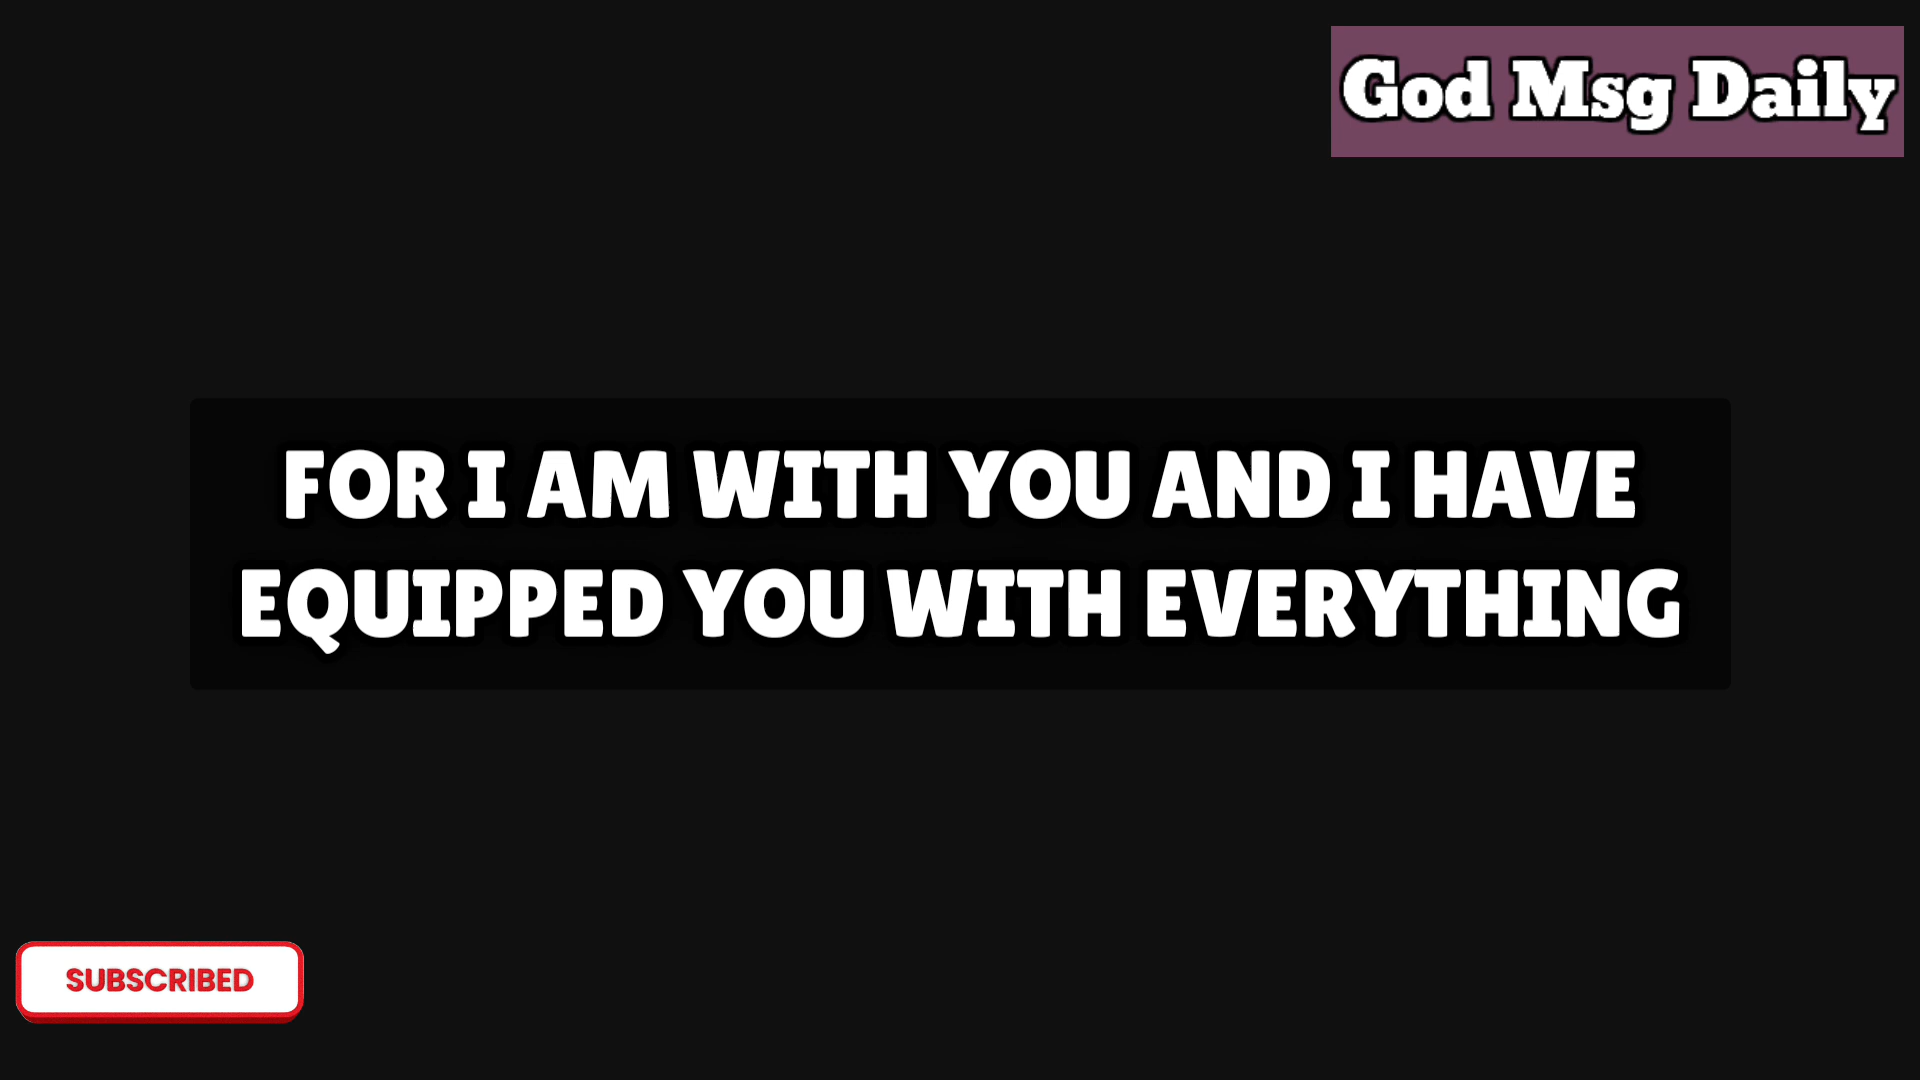 God Msg Daily
FOR I AM WITH YOU AND I HAVE
EQUIPPED YOU WITH EVERYTHING
SUBSCRIBED